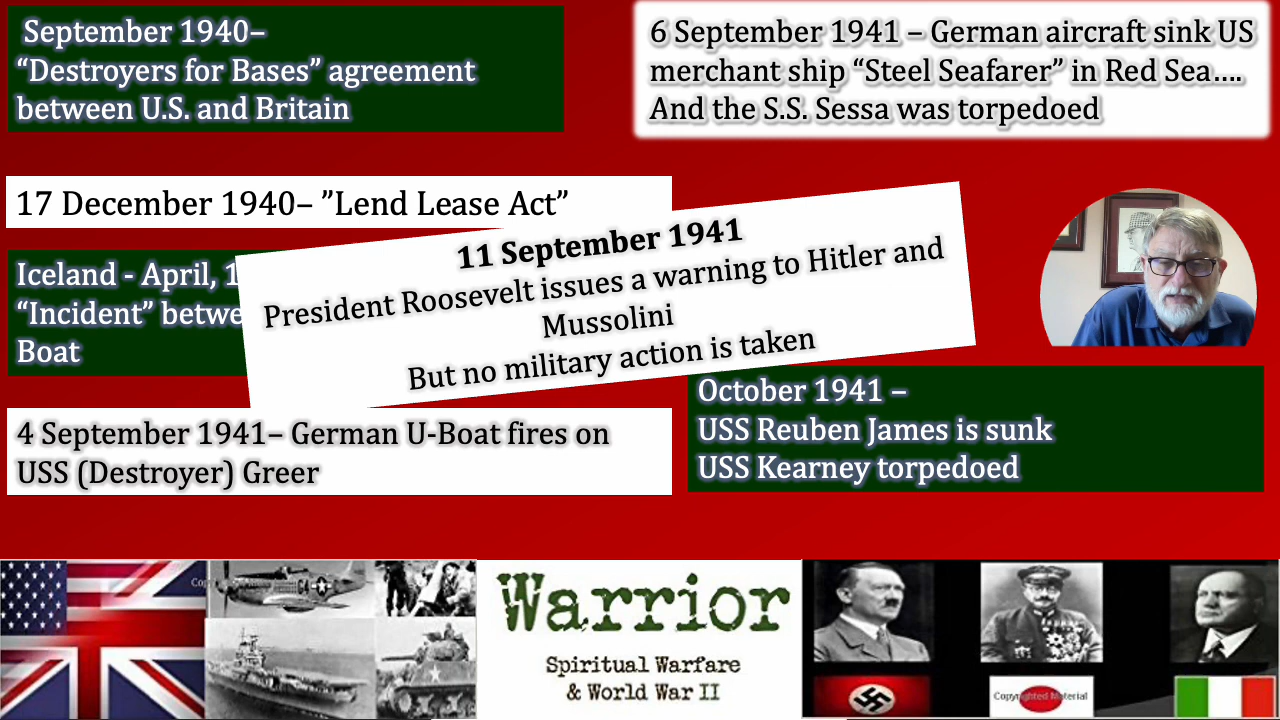 September 1940–
“Destroyers for Bases” agreement
between U.S. and Britain
6 September 1941 – German aircraft sink US
merchant ship “Steel Seafarer” in Red Sea….
And the S.S. Sessa was torpedoed
17 December 1940– ”Lend Lease Act”
Iceland - April,
“Incident”
Boat
11 September 1941
President Roosevelt issues a warning to Hitler and
Mussolini
But no military action is taken
4 September 1941– German U-Boat fires on
USS (Destroyer) Greer
October 1941 –
USS Reuben James is sunk
USS Kearney torpedoed
Warrior
Spiritual Warfare
& World War II
Copyrighted Material